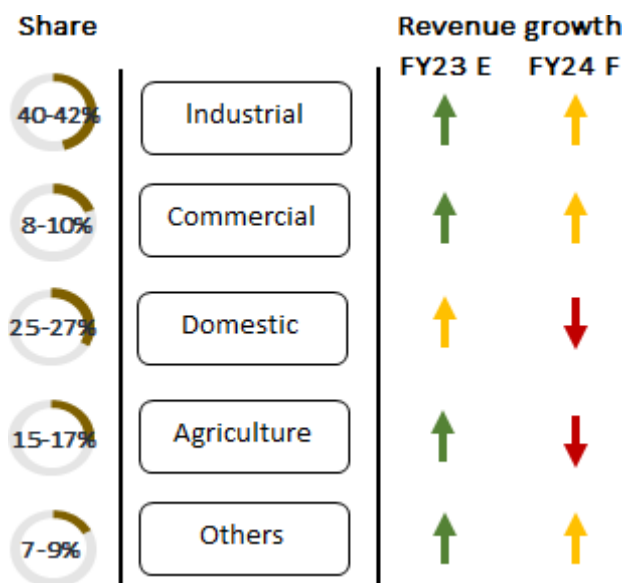 Share
Revenue growth
FY23 E FY24 F
40-42% Industrial
8-10% Commercial
25-27% Domestic
15-17% Agriculture
7-9% Others